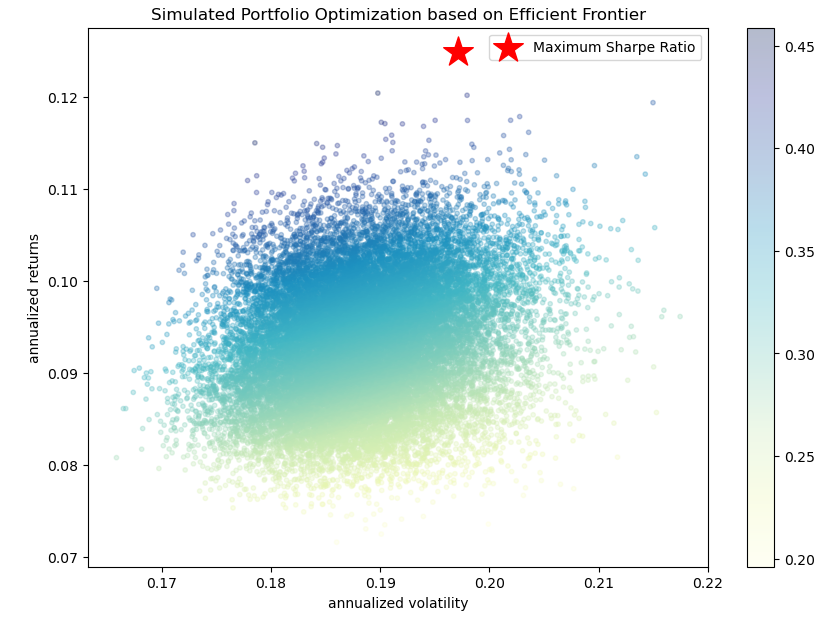 Simulated Portfolio Optimization based on Efficient Frontier
Maximum Sharpe Ratio
annualized returns
0.12
0.11
0.10
0.09
0.08
0.07
0.17 0.18 0.19 0.20 0.21 0.22
annualized volatility
0.45
0.40
0.35
0.30
0.25
0.20